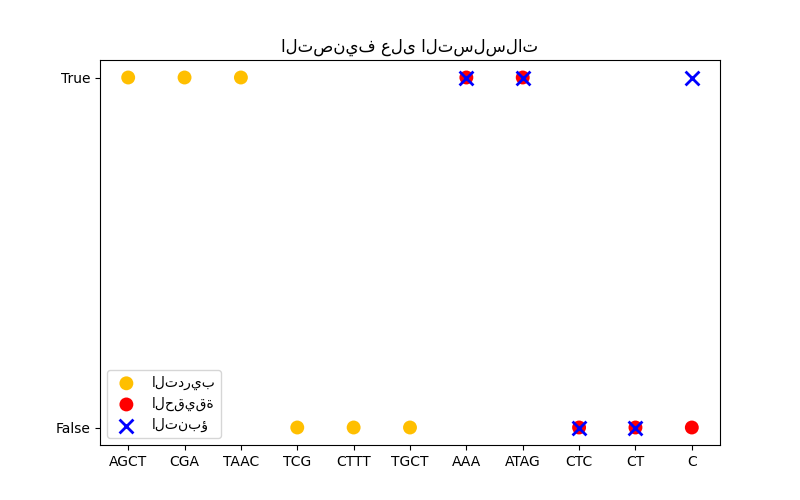 التصنيف على التسلسلات
True
False
التدريب
الحقيقة
التنبؤ
AGCT CGA TAAC TCG CTTT TGCT AAA ATAG CTC CT C